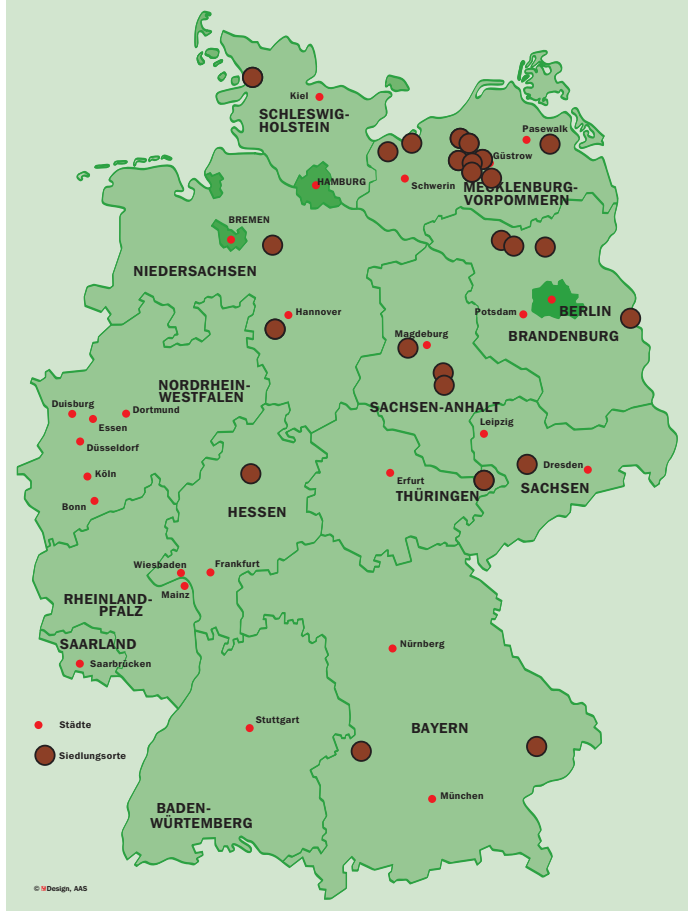 Kiel
SCHLESWIG-
HOLSTEIN
Pasewalk
Güstrow
HAMBURG
Schwerin
MECKLENBURG-
VORPOMMERN
BREMEN
NIEDERSACHSEN
Hannover
Potsdam
BERLIN
BRANDENBURG
Magdeburg
NORDRHEIN-
WESTFALEN
SACHSEN-ANHALT
Duisburg
Dortmund
Essen
Leipzig
Düsseldorf
Köln
Dresden
Erfurt
THÜRINGEN
SACHSEN
Bonn
HESSEN
Wiesbaden
Frankfurt
Mainz
RHEINLAND-
PFALZ
SAARLAND
Saarbrücken
Nürnberg
Städte
Stuttgart
BAYERN
Siedlungsorte
München
BADEN-
WÜRTEMBERG
© SIDesign, AAS